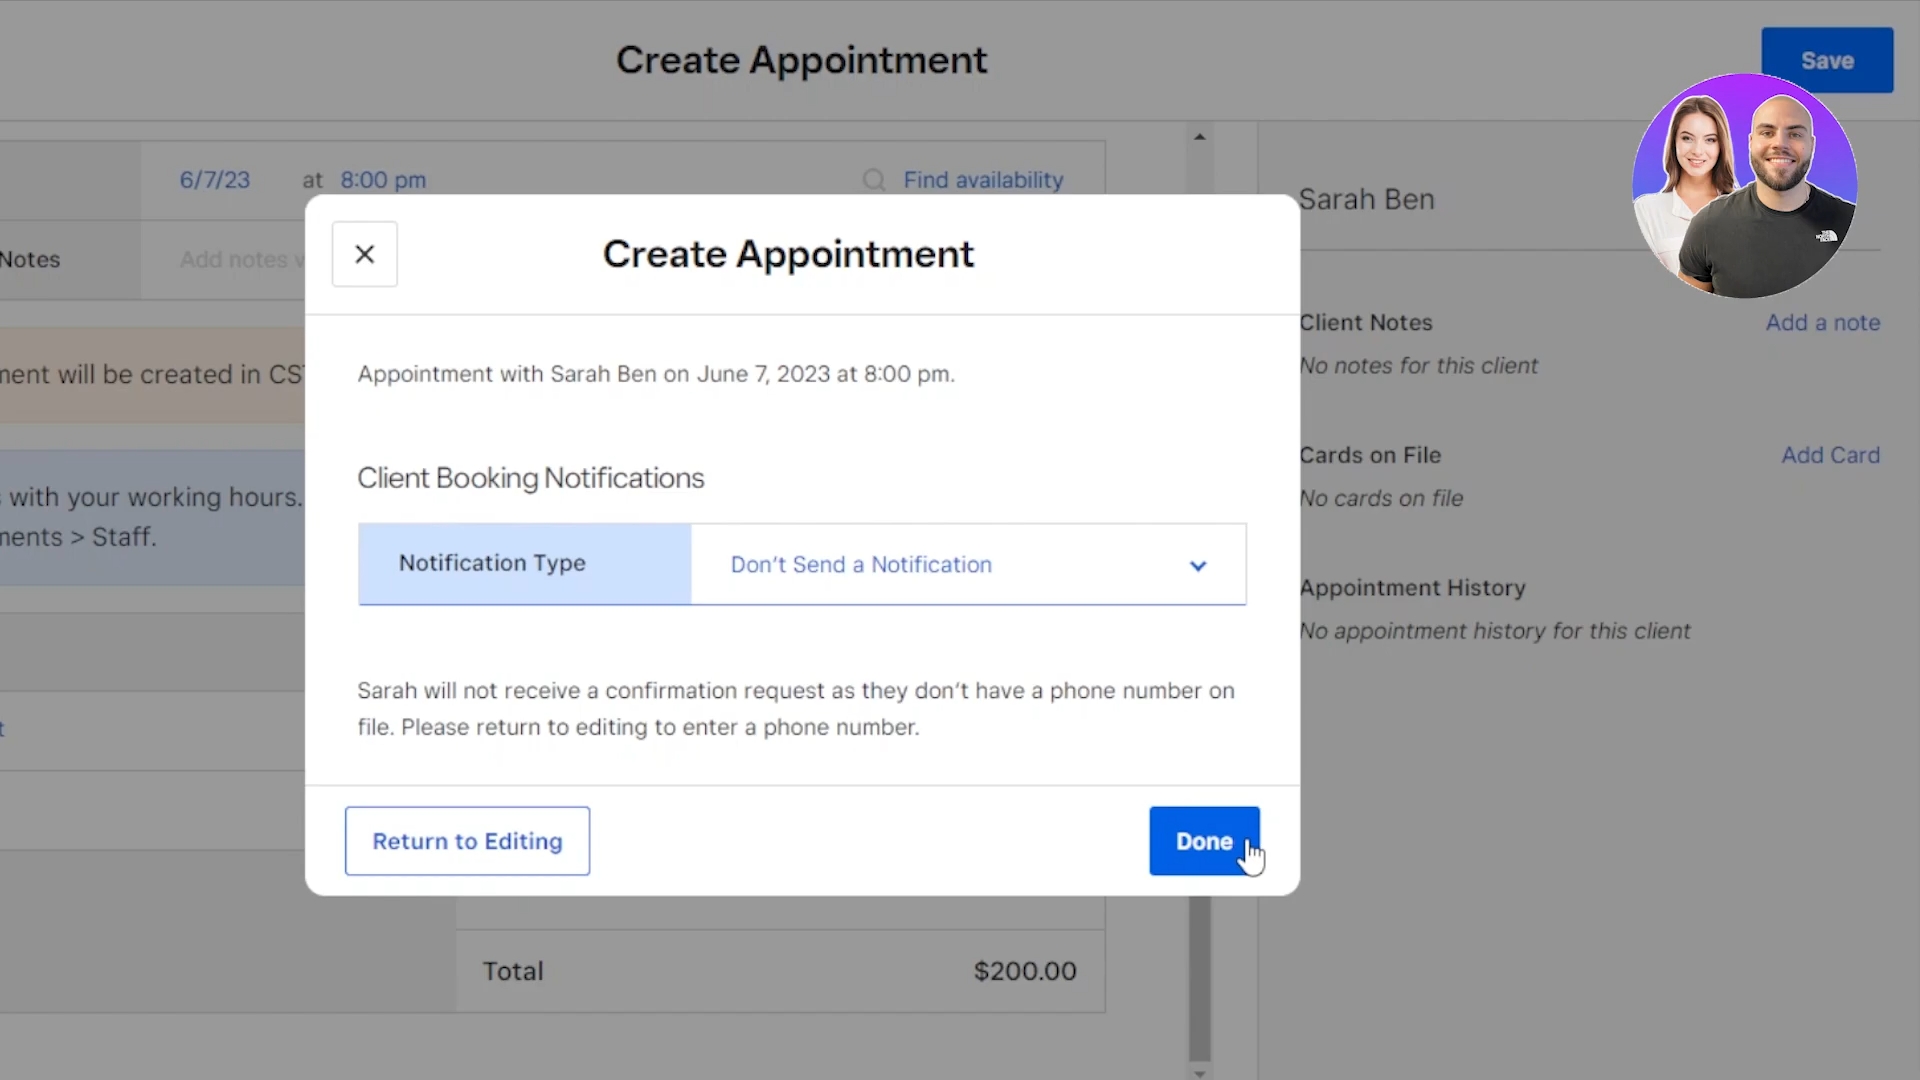 Create Appointment
Save
6/7/23 at 8:00 pm
Find availability
Sarah Ben
Notes
Add notes
Create Appointment
Client Notes
Add a note
No notes for this client
Appointment with Sarah Ben on June 7, 2023 at 8:00 pm.
ment will be created in CST
Cards on File
Add Card
No cards on file
Client Booking Notifications
with your working hours.
ments > Staff.
Notification Type
Don't Send a Notification
Appointment History
No appointment history for this client
Sarah will not receive a confirmation request as they don't have a phone number on
file. Please return to editing to enter a phone number.
Return to Editing
Done
Total
$200.00